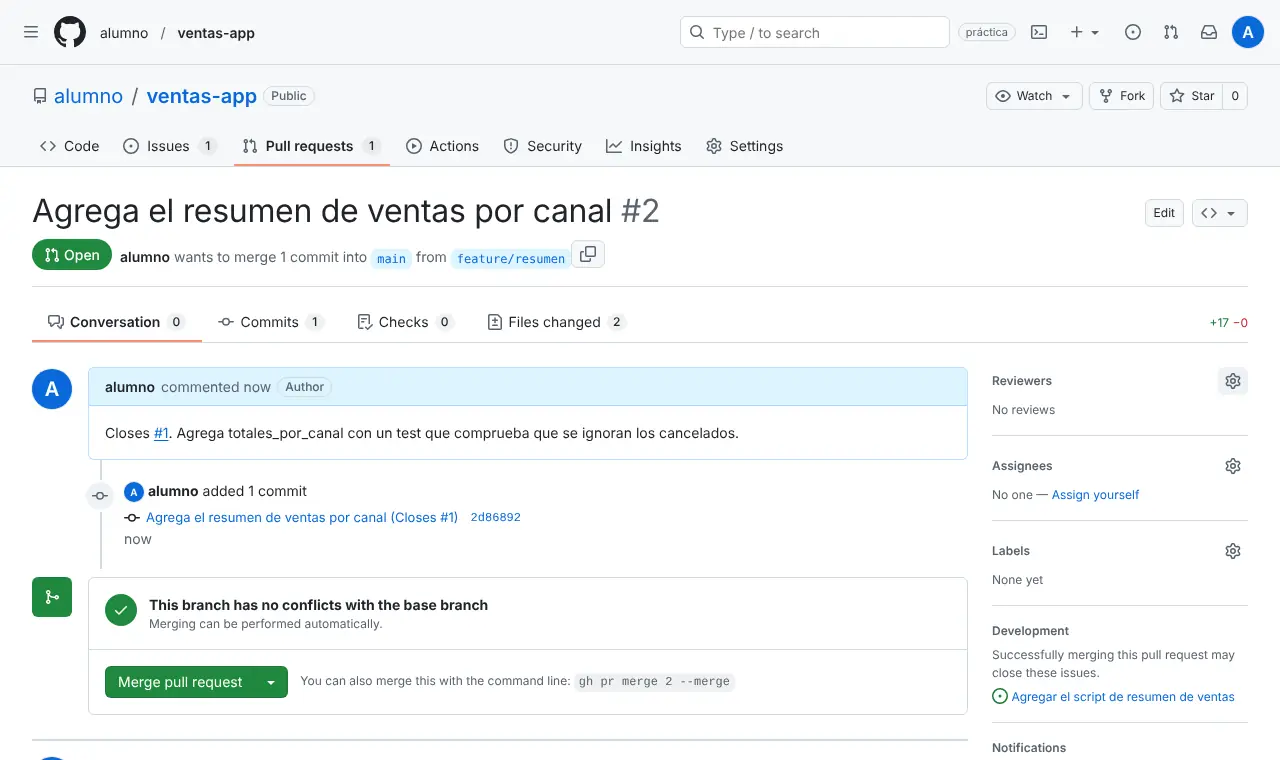 alumno / ventas-app
Type / to search
práctica
A
alumno / ventas-app Public
Watch
Fork
Star 0
Code
Issues 1
Pull requests 1
Actions
Security
Insights
Settings
Agrega el resumen de ventas por canal #2
Edit
Open
alumno wants to merge 1 commit into main from feature/resumen
Conversation 0
Commits 1
Checks 0
Files changed 2
+17 −0
A
alumno commented now Author
Closes #1. Agrega totales_por_canal con un test que comprueba que se ignoran los cancelados.
A alumno added 1 commit
Agrega el resumen de ventas por canal (Closes #1) 2d86892
now
This branch has no conflicts with the base branch
Merging can be performed automatically.
Merge pull request
You can also merge this with the command line: gh pr merge 2 --merge
Reviewers
No reviews
Assignees
No one — Assign yourself
Labels
None yet
Development
Successfully merging this pull request may
close these issues.
Agregar el script de resumen de ventas
Notifications